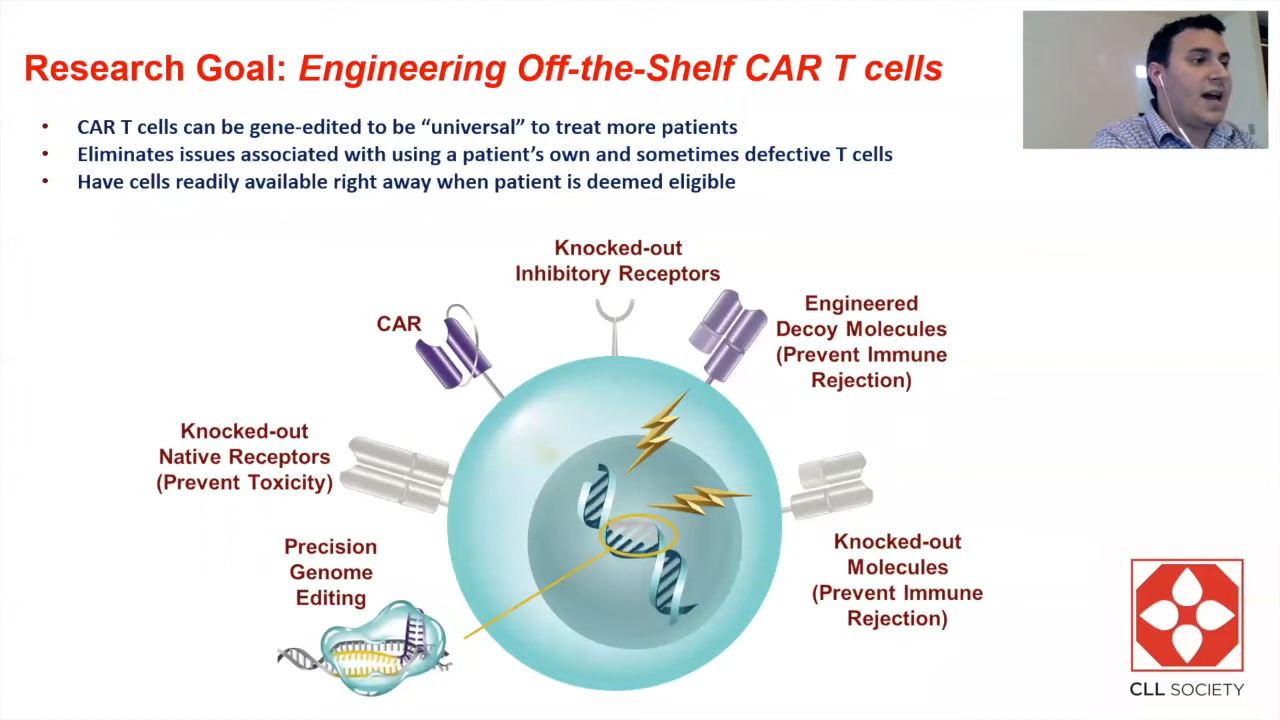 Research Goal: Engineering Off-the-Shelf CAR T cells
• CAR T cells can be gene-edited to be “universal” to treat more patients
• Eliminates issues associated with using a patient’s own and sometimes defective T cells
• Have cells readily available right away when patient is deemed eligible
Knocked-out
Inhibitory Receptors
CAR
Engineered
Decoy Molecules
(Prevent Immune
Rejection)
Knocked-out
Native Receptors
(Prevent Toxicity)
Precision
Genome
Editing
Knocked-out
Molecules
(Prevent Immune
Rejection)
CLL SOCIETY